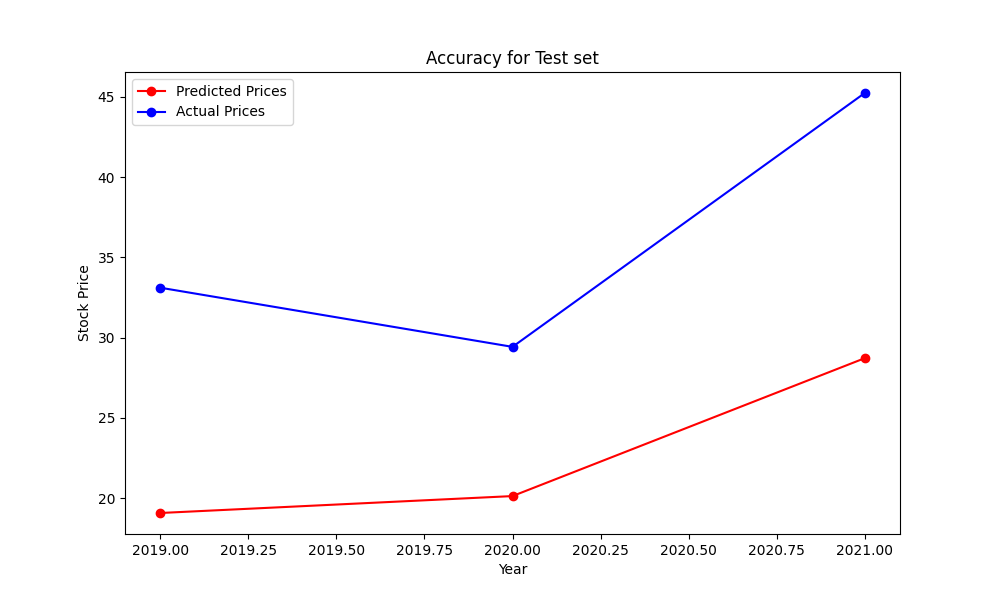 Accuracy for Test set
Predicted Prices
Actual Prices
45
40
35
30
25
20
Stock Price
2019.00 2019.25 2019.50 2019.75 2020.00 2020.25 2020.50 2020.75 2021.00
Year